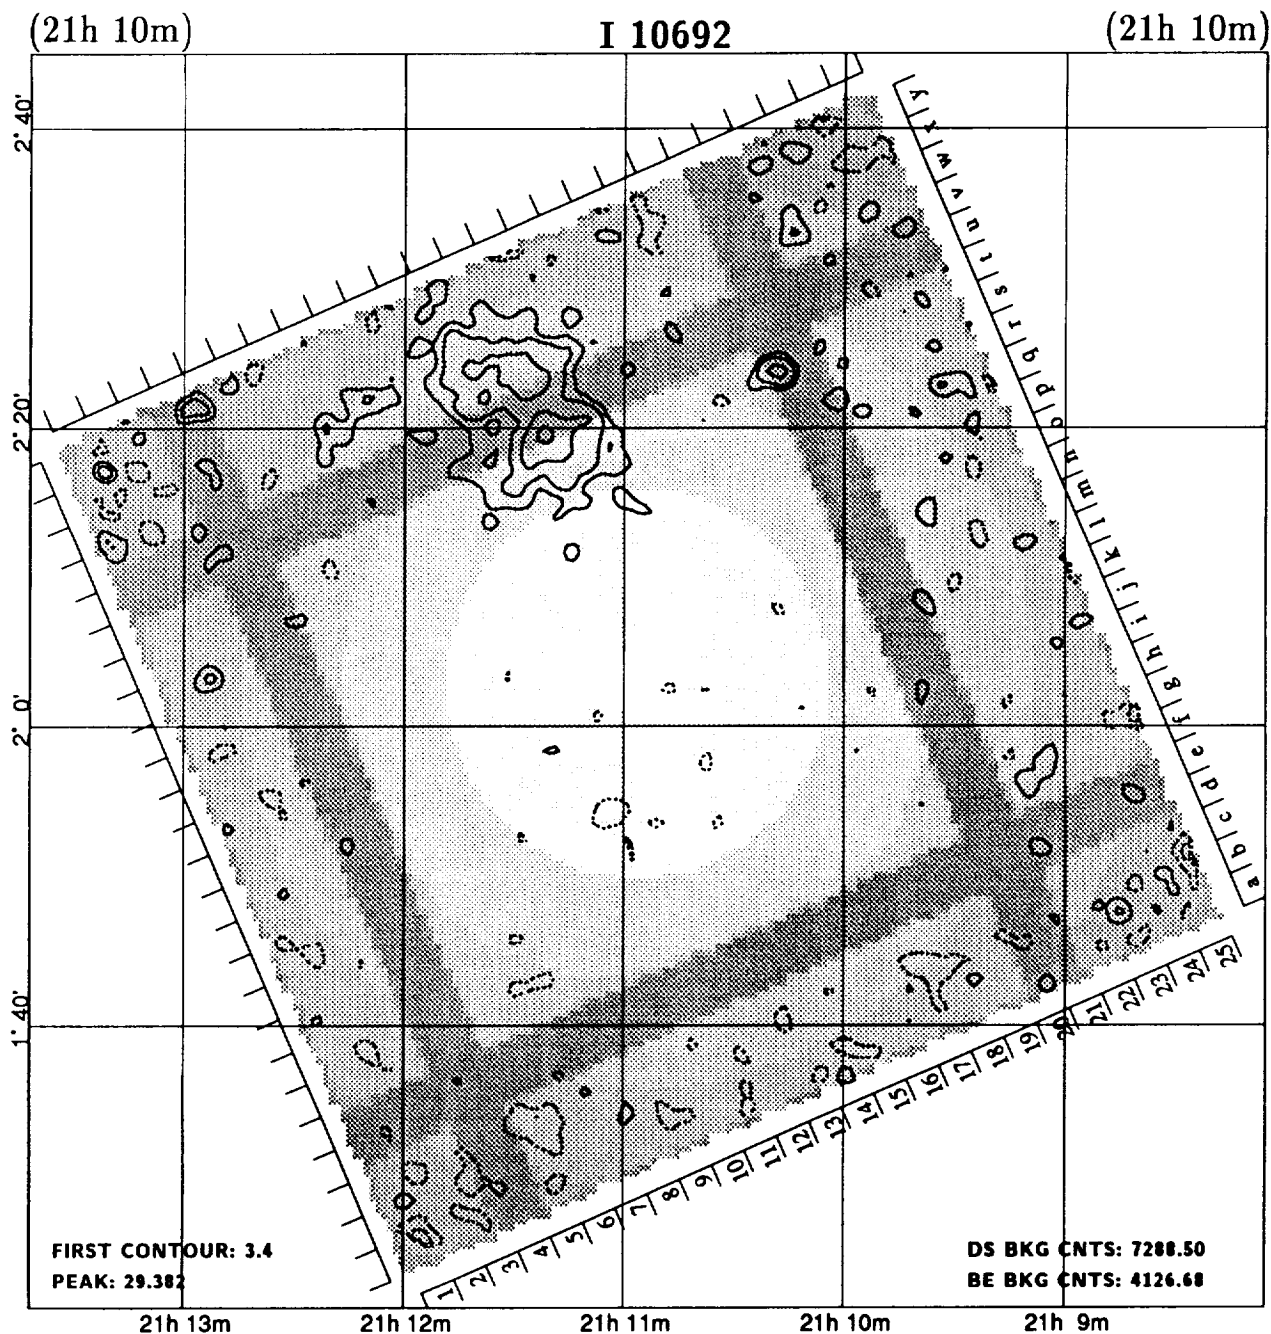 (21h 10m) I 10692 (21h 10m)
2° 40'
2° 20'
2° 0'
1° 40'
y x w v u t s r q p o n m l k j i h g f e d c b a
1 2 3 4 5 6 7 8 9 10 11 12 13 14 15 16 17 18 19 20 21 22 23 24 25
FIRST CONTOUR: 3.4
PEAK: 29.382
DS BKG CNTS: 7288.50
BE BKG CNTS: 4126.68
21h 13m 21h 12m 21h 11m 21h 10m 21h 9m